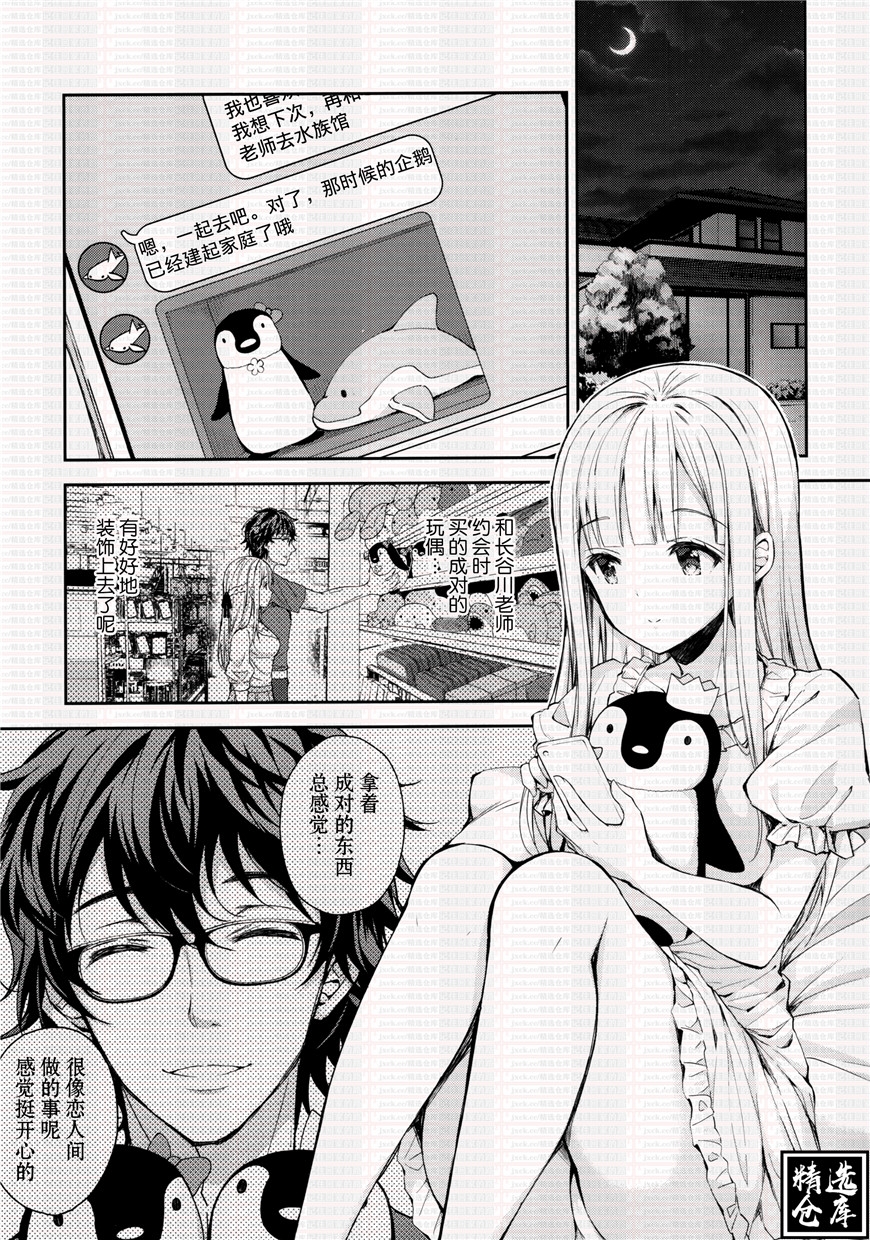 我也喜欢
我想下次，再和
老师去水族馆
嗯，一起去吧。对了，那时候的企鹅
已经建起家庭了哦
和长谷川老师
约会时
买的成对的
玩偶…
有好好地
装饰上去了呢
拿着
成对的东西
总感觉…
很像恋人间
做的事呢
感觉挺开心的
精选
仓库